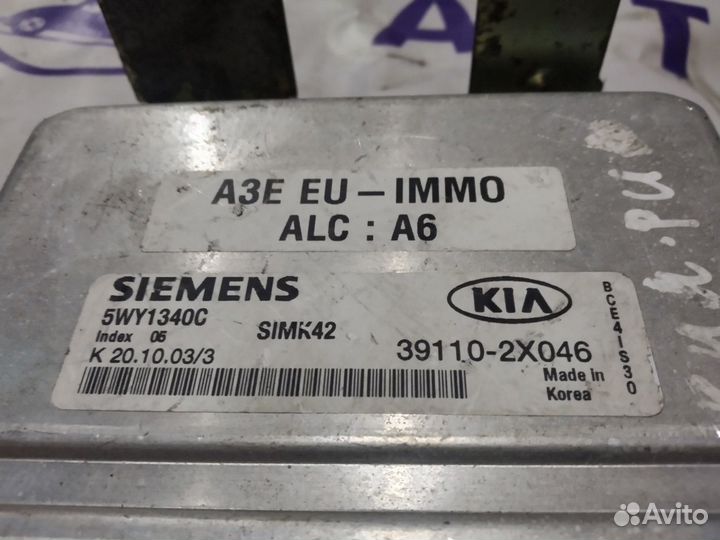 A3E EU – IMMO
ALC : A6
SIEMENS
5WY1340C
Index 05
SIMK42
K 20.10.03/3
KIA
39110-2X046
Made in
Korea
BCE4IS30
Avito